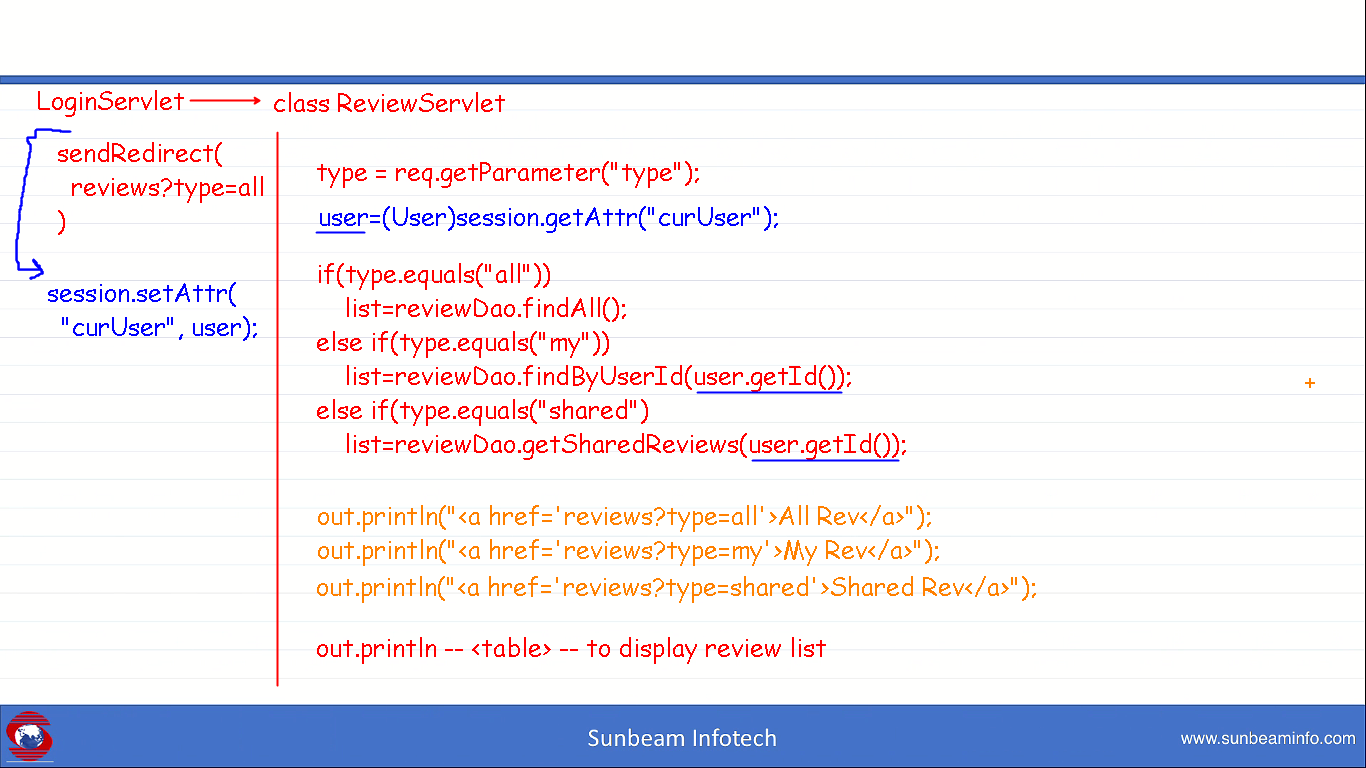 LoginServlet
sendRedirect(
reviews?type=all
)
session.setAttr(
"curUser", user);
class ReviewServlet
type = req.getParameter("type");
user=(User)session.getAttr("curUser");
if(type.equals("all"))
list=reviewDao.findAll();
else if(type.equals("my"))
list=reviewDao.findByUserId(user.getId());
else if(type.equals("shared")
list=reviewDao.getSharedReviews(user.getId());
out.println("<a href='reviews?type=all'>All Rev</a>");
out.println("<a href='reviews?type=my'>My Rev</a>");
out.println("<a href='reviews?type=shared'>Shared Rev</a>");
out.println -- <table> -- to display review list
Sunbeam Infotech
www.sunbeaminfo.com